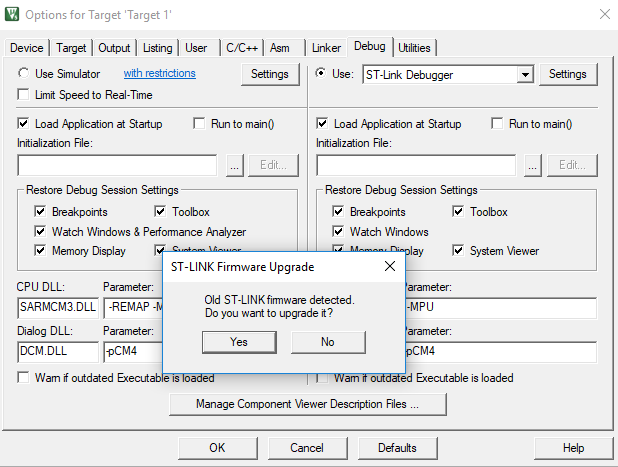 Options for Target 'Target 1'
Device Target Output Listing User C/C++ Asm Linker Debug Utilities
Use Simulator with restrictions Settings
Use: ST-Link Debugger Settings
Limit Speed to Real-Time
Load Application at Startup Run to main()
Load Application at Startup Run to main()
Initialization File:
Initialization File:
... Edit...
... Edit...
Restore Debug Session Settings
Breakpoints Toolbox
Watch Windows & Performance Analyzer
Memory Display System Viewer
Restore Debug Session Settings
Breakpoints Toolbox
Watch Windows
Memory Display System Viewer
ST-LINK Firmware Upgrade
Old ST-LINK firmware detected.
Do you want to upgrade it?
Yes No
CPU DLL: Parameter:
SARMCM3.DLL -REMAP -M
Parameter:
-MPU
Dialog DLL: Parameter:
DCM.DLL -pCM4
Parameter:
-pCM4
Warn if outdated Executable is loaded
Warn if outdated Executable is loaded
Manage Component Viewer Description Files ...
OK Cancel Defaults Help